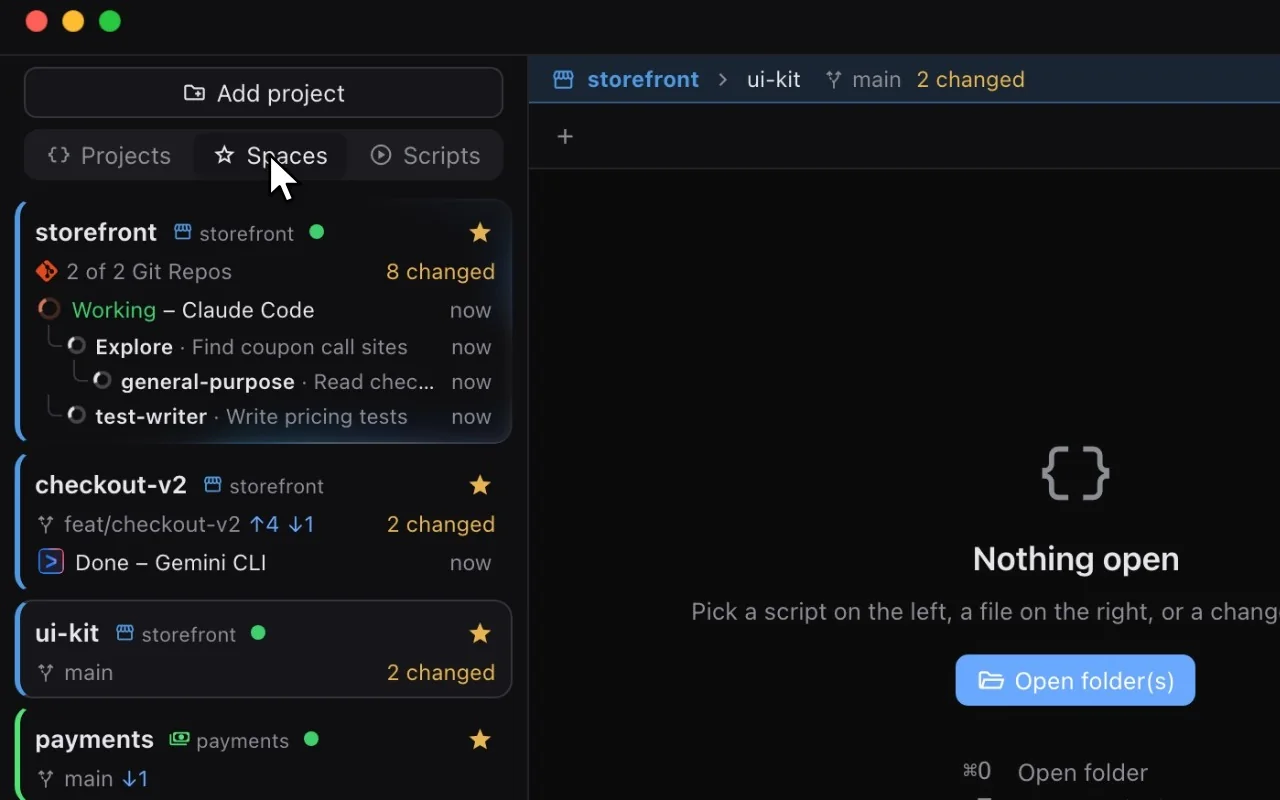 Add project
Projects Spaces Scripts
storefront storefront
2 of 2 Git Repos 8 changed
Working – Claude Code now
Explore · Find coupon call sites now
general-purpose · Read chec... now
test-writer · Write pricing tests now
checkout-v2 storefront
feat/checkout-v2 ↑4 ↓1 2 changed
Done – Gemini CLI now
ui-kit storefront
main 2 changed
payments payments
main ↓1
storefront > ui-kit main 2 changed
+
{}
Nothing open
Pick a script on the left, a file on the right, or a chang
Open folder(s)
⌘O Open folder